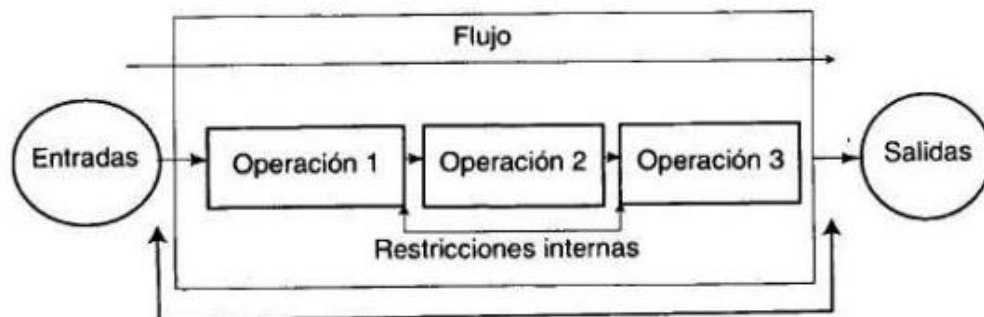 Flujo
Entradas
Operación 1
Operación 2
Operación 3
Salidas
Restricciones internas